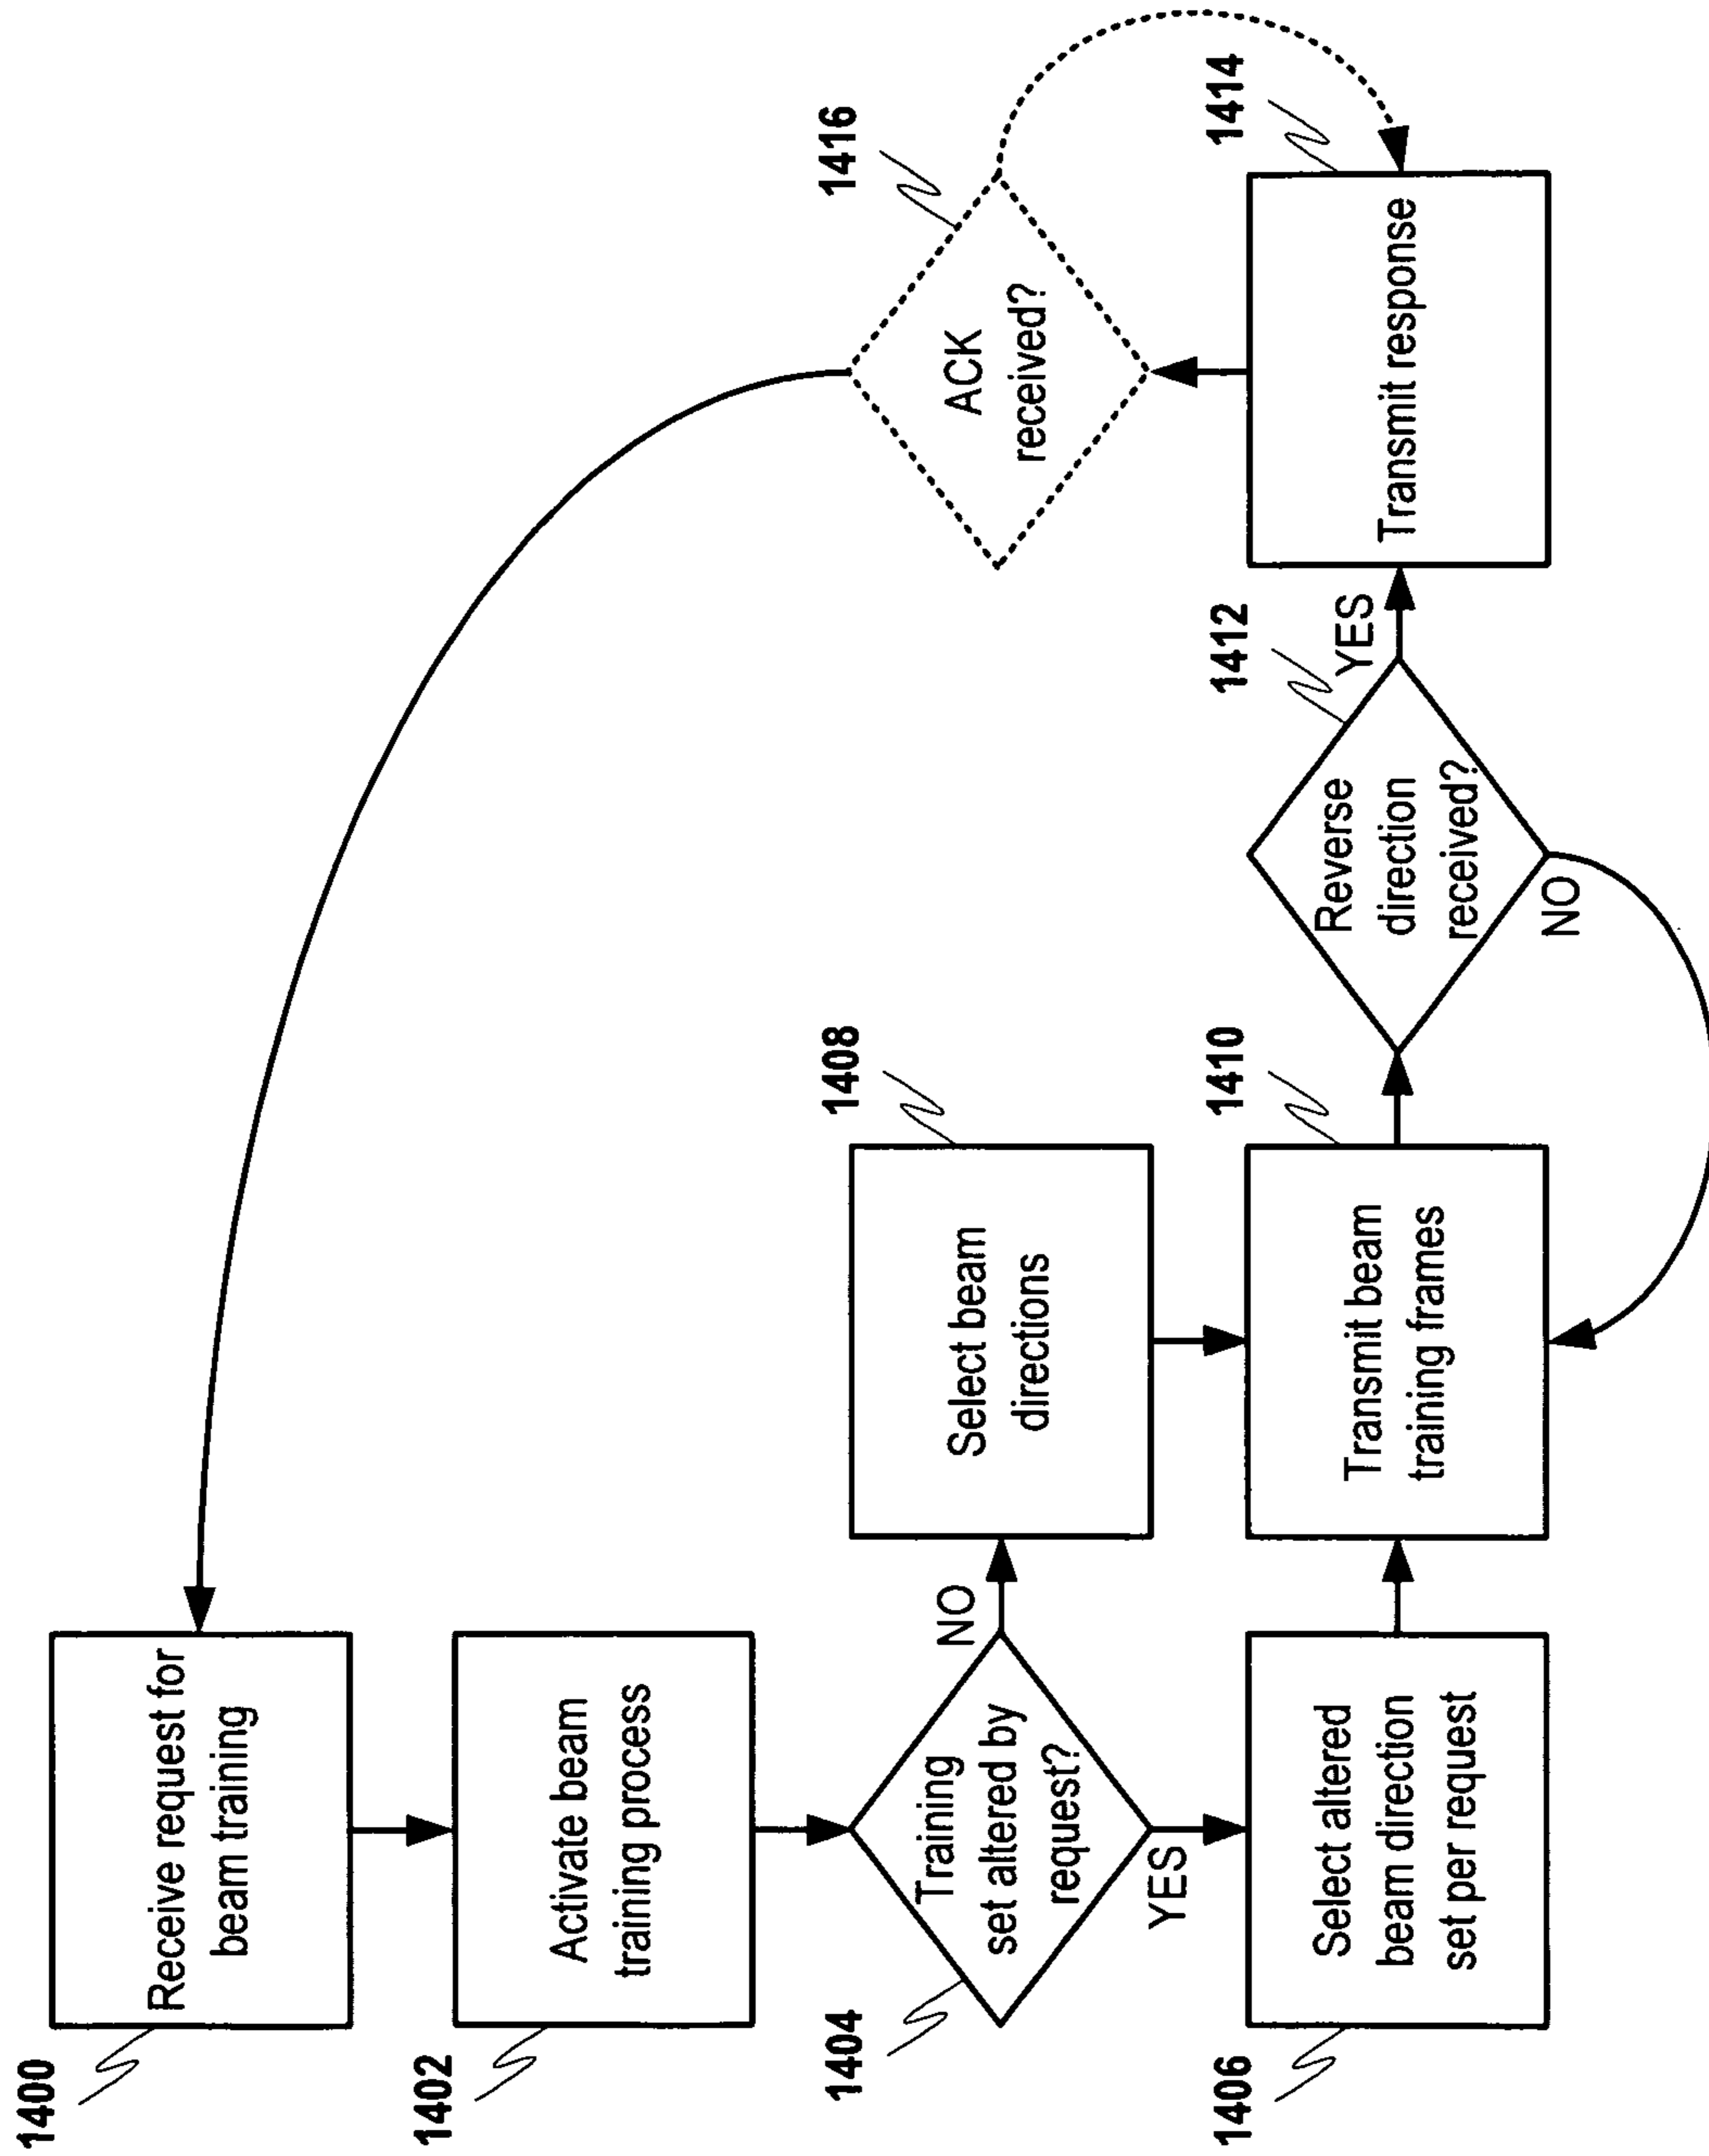 1400
Receive request for
beam training
1402
Activate beam
training process
1404
Training
set altered by
request?
NO
YES
1406
Select altered
beam direction
set per request
1408
Select beam
directions
1410
Transmit beam
training frames
1412
Reverse
direction
received?
YES
NO
1414
Transmit response
1416
ACK
received?